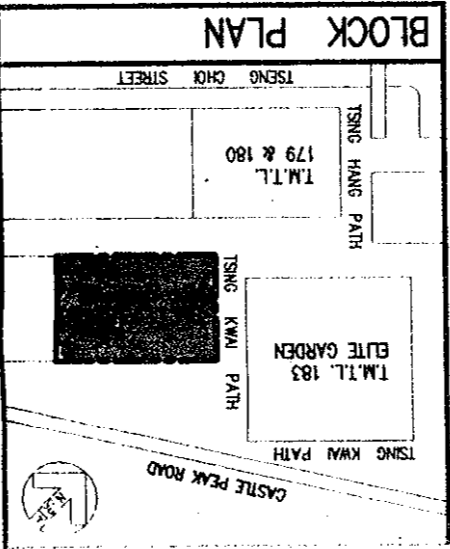 BLOCK PLAN
TSENG CHOI STREET
T.M.T.L.
179 & 180
TSING HANG PATH
TSING KWAI PATH
T.M.T.L. 183
ELITE GARDEN
TSING KWAI PATH
CASTLE PEAK ROAD